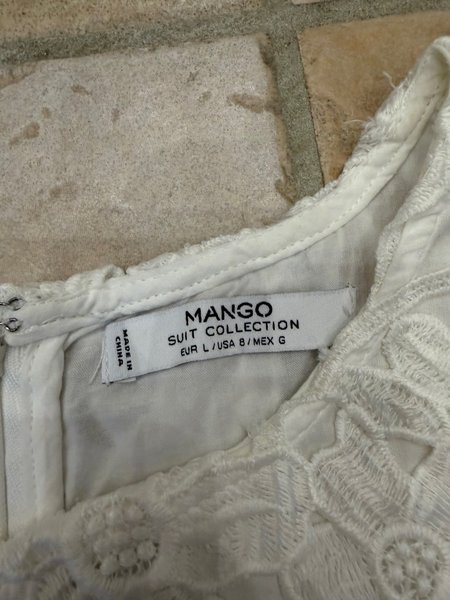 MANGO
SUIT COLLECTION
EUR L / USA 8 / MEX G
MADE IN
CHINA